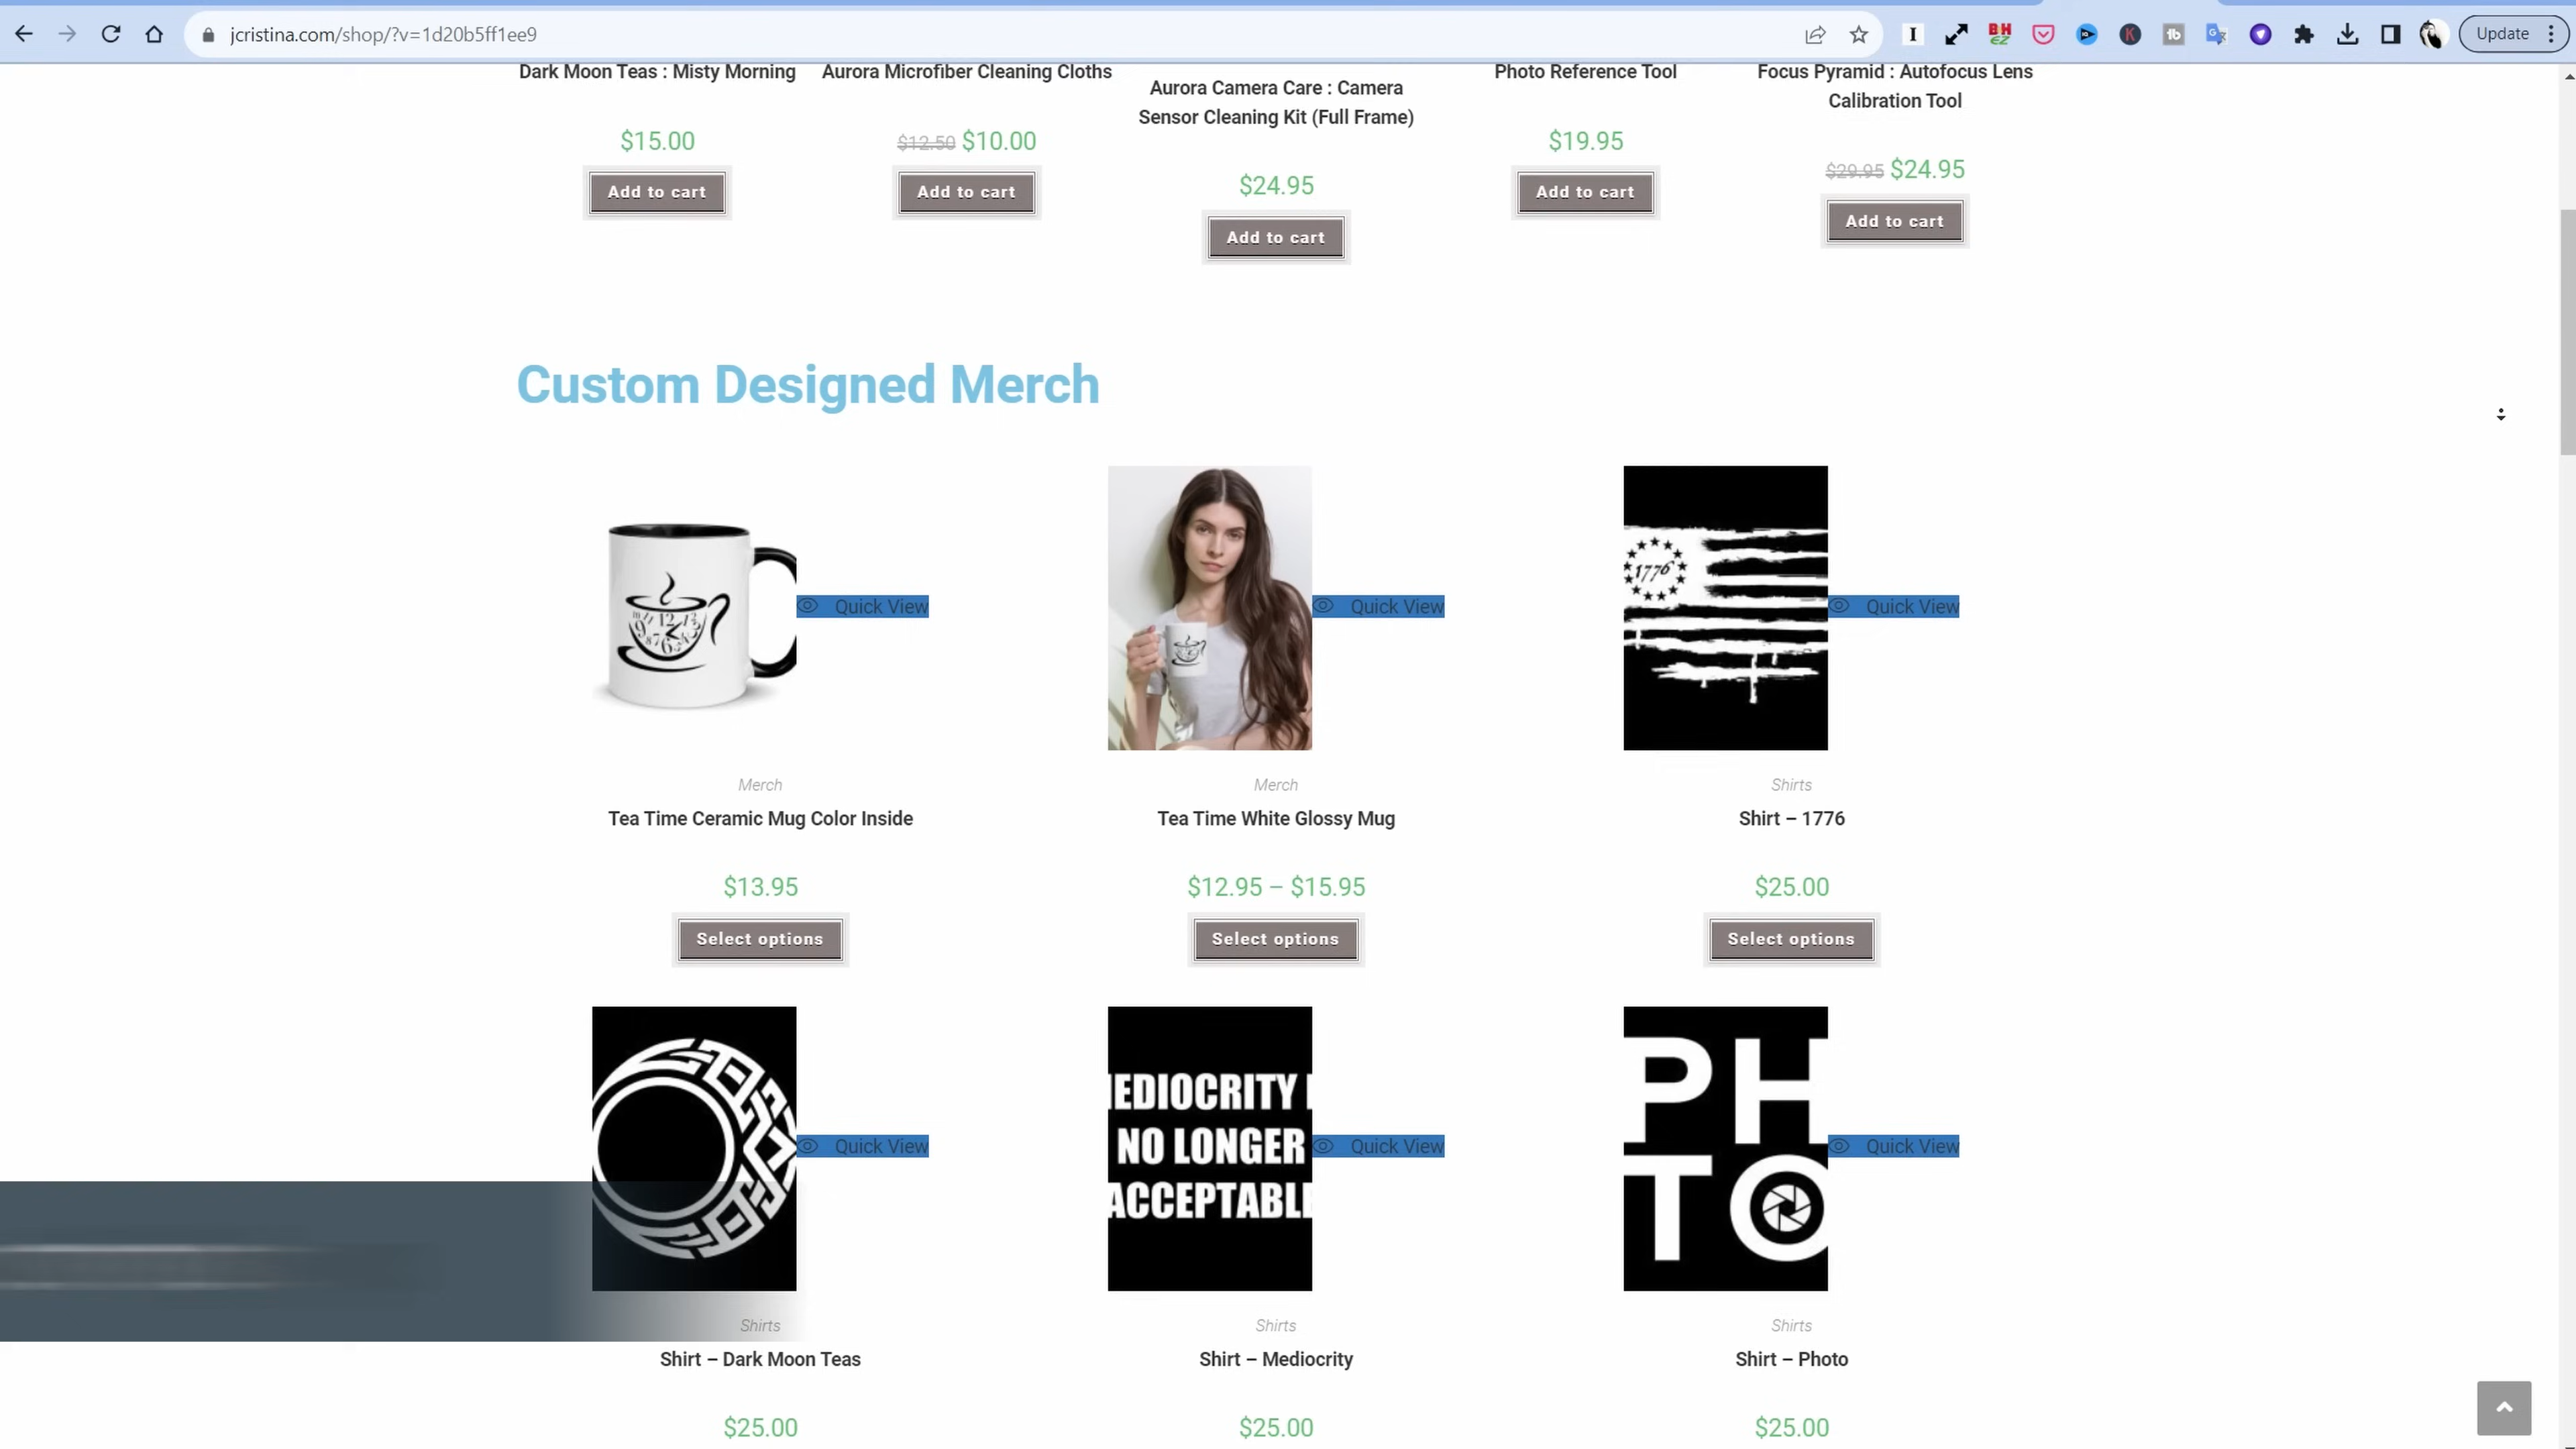 jcristina.com/shop/?v=1d20b5ff1ee9
Update
Dark Moon Teas : Misty Morning
$15.00
Add to cart
Aurora Microfiber Cleaning Cloths
$12.50 $10.00
Add to cart
Aurora Camera Care : Camera
Sensor Cleaning Kit (Full Frame)
$24.95
Add to cart
Photo Reference Tool
$19.95
Add to cart
Focus Pyramid : Autofocus Lens
Calibration Tool
$29.95 $24.95
Add to cart
Custom Designed Merch
Quick View
Merch
Tea Time Ceramic Mug Color Inside
$13.95
Select options
Quick View
Merch
Tea Time White Glossy Mug
$12.95 – $15.95
Select options
1776
Quick View
Shirts
Shirt – 1776
$25.00
Select options
Quick View
Shirts
Shirt – Dark Moon Teas
$25.00
EDIOCRITY
NO LONGER
ACCEPTABLE
Quick View
Shirts
Shirt – Mediocrity
$25.00
PH
TO
Quick View
Shirts
Shirt – Photo
$25.00